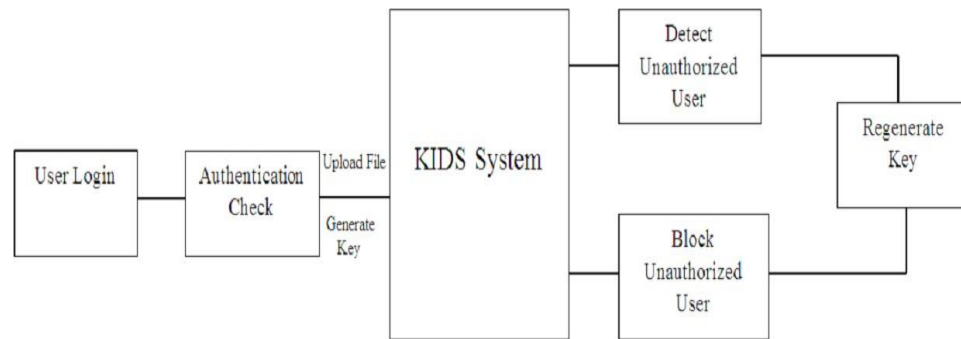 User Login
Authentication
Check
Upload File
Generate
Key
KIDS System
Detect
Unauthorized
User
Block
Unauthorized
User
Regenerate
Key